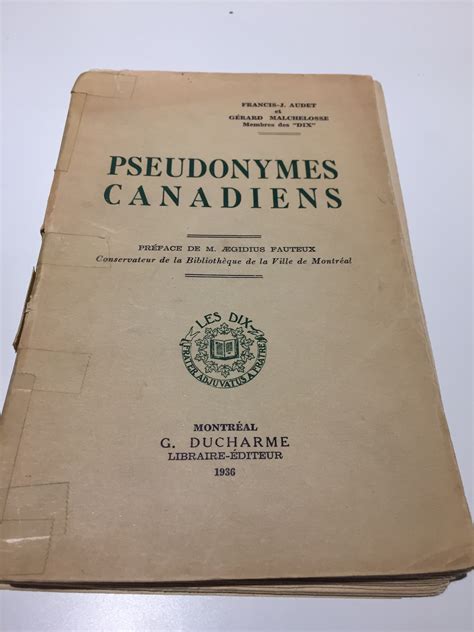 FRANCIS-J. AUDET
et
GÉRARD MALCHELOSSE
Membres des "DIX"
PSEUDONYMES
CANADIENS
PRÉFACE DE M. ÆGIDIUS FAUTEUX
Conservateur de la Bibliothèque de la Ville de Montréal
LES DIX
FRATER ADJUVATUS A FRATRE
MONTRÉAL
G. DUCHARME
LIBRAIRE-ÉDITEUR
1936